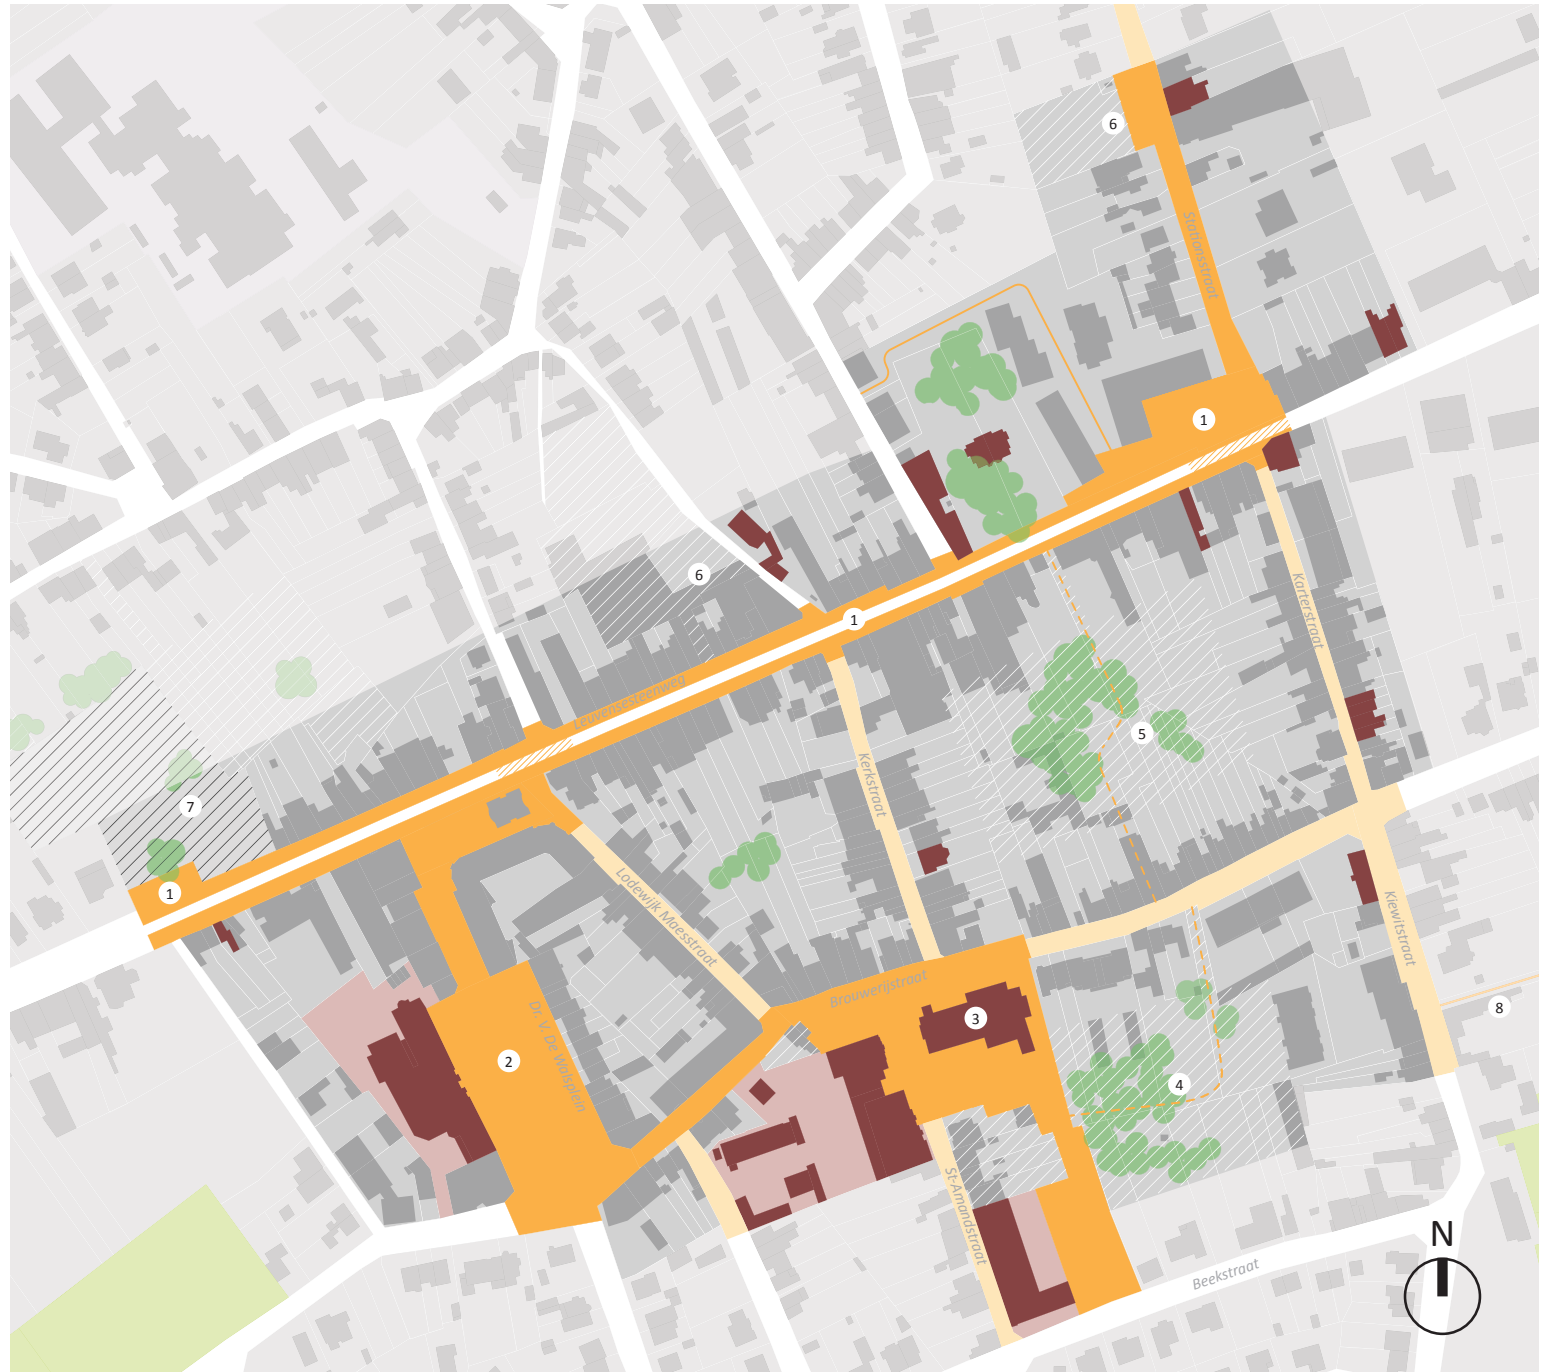 6
Stationsstraat
1
6
Karterstraat
1
Leuvensesteenweg
5
Kerkstraat
7
1
Lodewijk Maesstraat
Kiewitstraat
Brouwerijstraat
8
3
Dr. V. De Walsplein
2
4
St-Amandstraat
N
Beekstraat